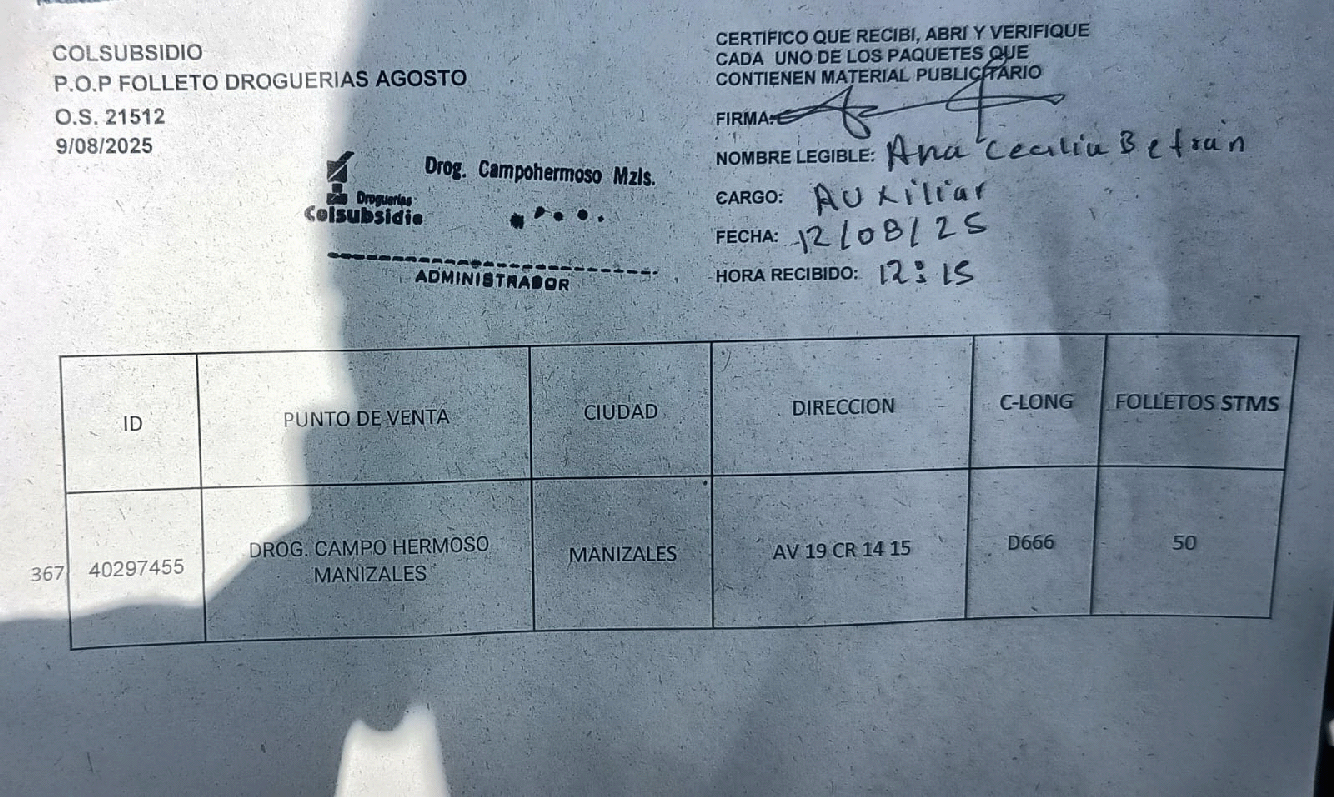 COLSUBSIDIO
P.O.P FOLLETO DROGUERIAS AGOSTO
O.S. 21512
9/08/2025
CERTIFICO QUE RECIBI, ABRI Y VERIFIQUE
CADA UNO DE LOS PAQUETES QUE
CONTIENEN MATERIAL PUBLICITARIO
FIRMA:
NOMBRE LEGIBLE: Ana Cecilia Beltran
CARGO: AUXiliar
FECHA: 12/08/25
HORA RECIBIDO: 12:15
Drog. Campohermoso Mzls.
Droguerías
Colsubsidio
ADMINISTRADOR
ID PUNTO DE VENTA CIUDAD DIRECCION C-LONG FOLLETOS STMS
367 40297455 DROG. CAMPO HERMOSO MANIZALES AV 19 CR 14 15 D666 50
MANIZALES